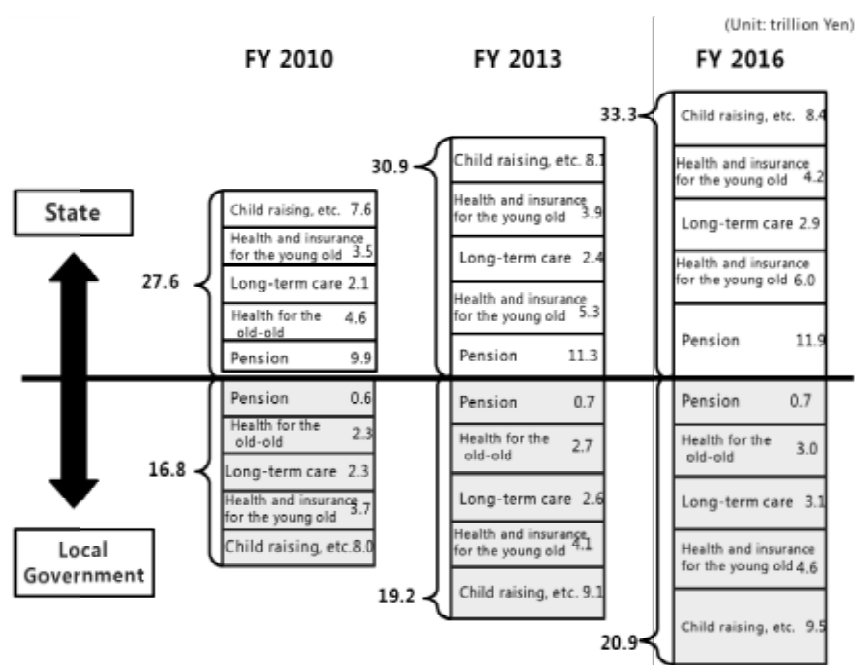 (Unit: trillion Yen)
FY 2010
FY 2013
FY 2016
State
Local
Government
27.6
Child raising, etc. 7.6
Health and insurance
for the young old 3.5
Long-term care 2.1
Health for the 4.6
old-old
Pension 9.9
16.8
Pension 0.6
Health for the 2.3
old-old
Long-term care 2.3
Health and insurance 3.7
for the young old
Child raising, etc. 8.0
30.9
Child raising, etc. 8.1
Health and insurance
for the young old 3.9
Long-term care 2.4
Health and insurance
for the young old 5.3
Pension 11.3
19.2
Pension 0.7
Health for the 2.7
old-old
Long-term care 2.6
Health and insurance
for the young old 4.1
Child raising, etc. 9.1
33.3
Child raising, etc. 8.4
Health and insurance
for the young old 4.2
Long-term care 2.9
Health and insurance
for the young old 6.0
Pension 11.9
20.9
Pension 0.7
Health for the 3.0
old-old
Long-term care 3.1
Health and insurance
for the young old 4.6
Child raising, etc. 9.5